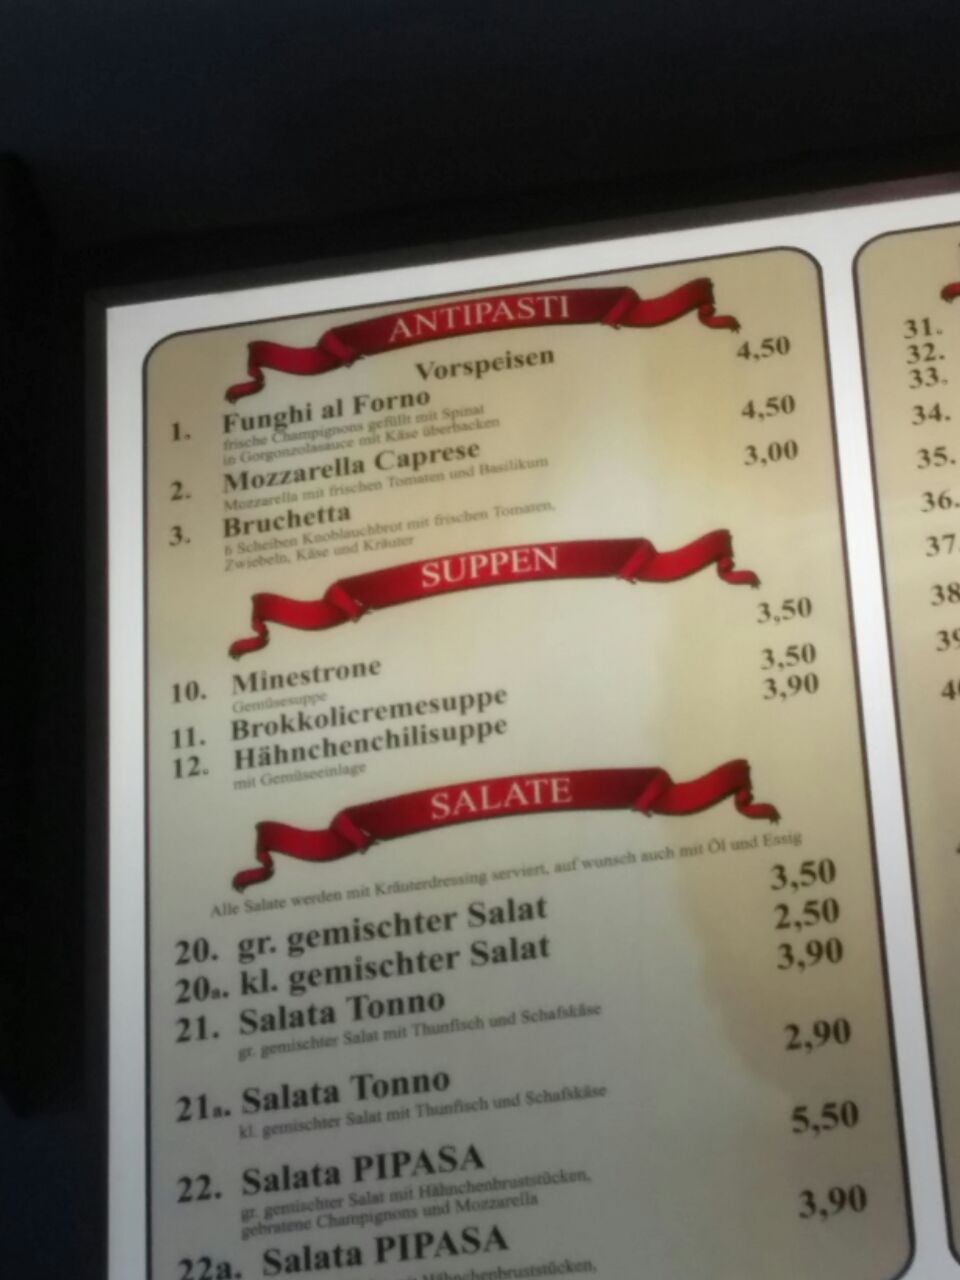 ANTIPASTI
Vorspeisen
1. Funghi al Forno 4,50
frische Champignons gefüllt mit Spinat
in Gorgonzolasauce mit Käse überbacken
2. Mozzarella Caprese 4,50
Mozzarella mit frischen Tomaten und Basilikum
3. Bruchetta 3,00
6 Scheiben Knoblauchbrot mit frischen Tomaten,
Zwiebeln, Käse und Kräuter
SUPPEN
10. Minestrone 3,50
Gemüsesuppe
11. Brokkolicremesuppe 3,50
12. Hähnchenchilisuppe 3,90
mit Gemüseeinlage
SALATE
Alle Salate werden mit Kräuterdressing serviert, auf wunsch auch mit Öl und Essig
20. gr. gemischter Salat 3,50
20a. kl. gemischter Salat 2,50
21. Salata Tonno 3,90
gr. gemischter Salat mit Thunfisch und Schafskäse
21a. Salata Tonno 2,90
kl. gemischter Salat mit Thunfisch und Schafskäse
22. Salata PIPASA 5,50
gr. gemischter Salat mit Hähnchenbruststücken,
gebratene Champignons und Mozzarella
22a. Salata PIPASA 3,90
Hähnchenbruststücken,
31.
32.
33.
34.
35.
36.
37.
38
39
40